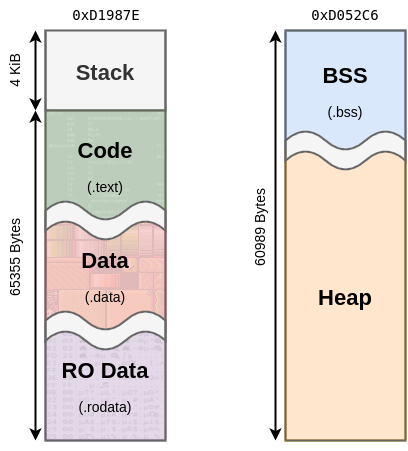 0xD1987E
4 KiB
Stack
Code
(.text)
65355 Bytes
Data
(.data)
RO Data
(.rodata)
0xD052C6
BSS
(.bss)
60989 Bytes
Heap